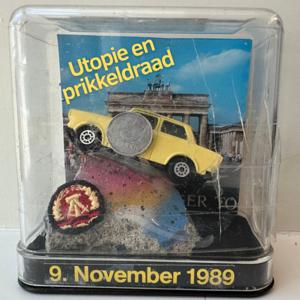 Utopie en
prikkeldraad
9. November 1989